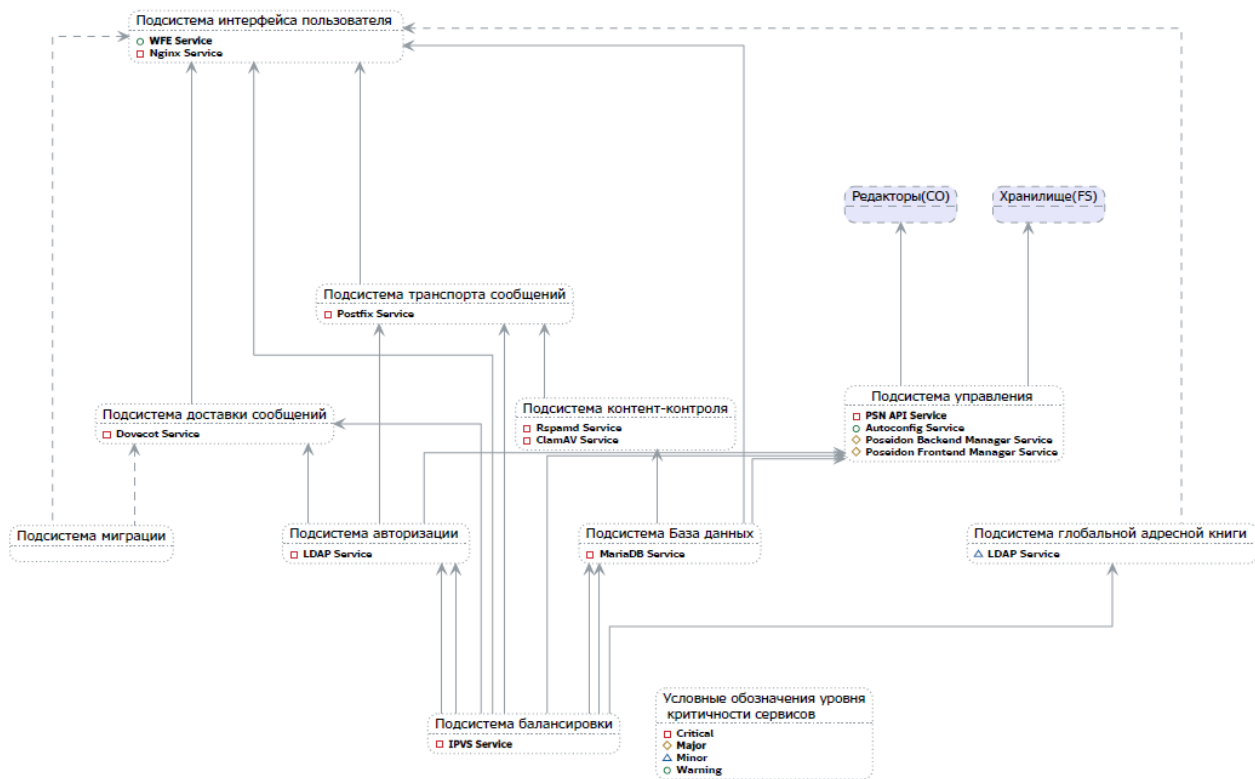 Подсистема интерфейса пользователя
WFE Service
Nginx Service
Редакторы(СО)
Хранилище(FS)
Подсистема транспорта сообщений
Postfix Service
Подсистема доставки сообщений
Dovecot Service
Подсистема контент-контроля
Rspamd Service
ClamAV Service
Подсистема управления
PSN API Service
Autoconfig Service
Poseidon Backend Manager Service
Poseidon Frontend Manager Service
Подсистема миграции
Подсистема авторизации
LDAP Service
Подсистема База данных
MariaDB Service
Подсистема глобальной адресной книги
LDAP Service
Подсистема балансировки
IPVS Service
Условные обозначения уровня
критичности сервисов
Critical
Major
Minor
Warning